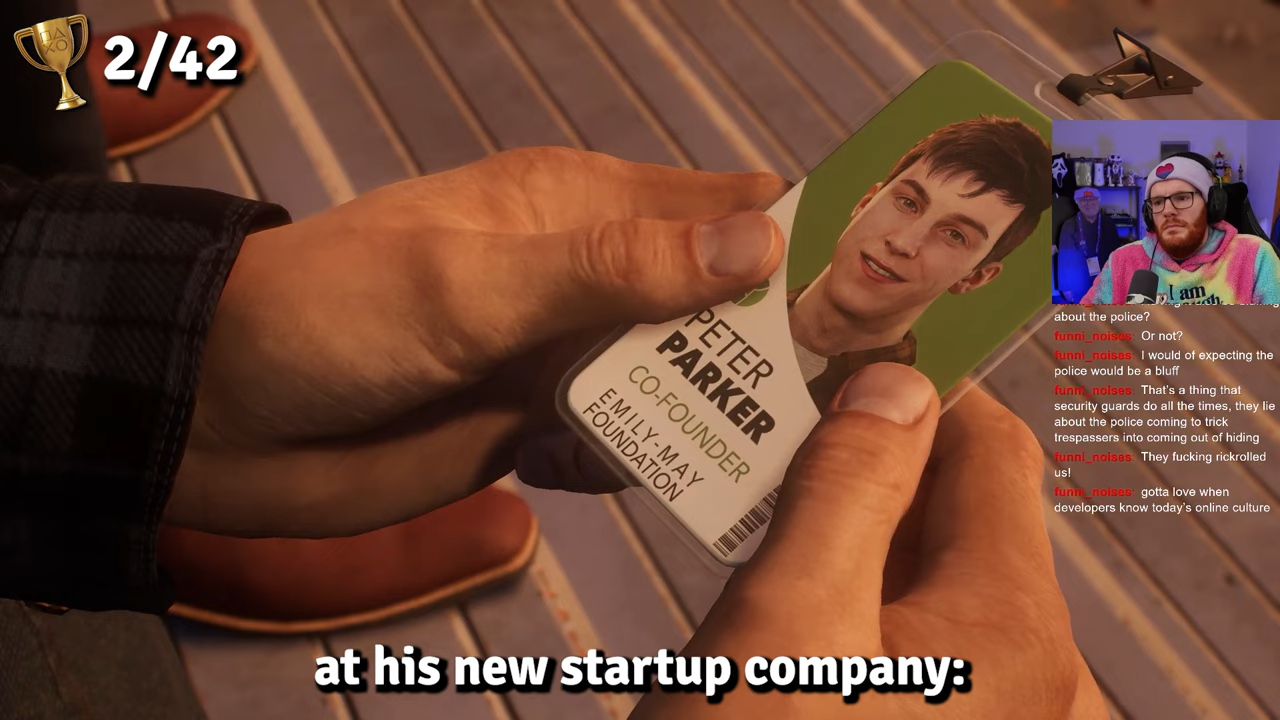 2/42
PETER
PARKER
CO-FOUNDER
EMILY-MAY
FOUNDATION
I am
about the police?
funni_noises: Or not?
funni_noises: I would of expecting the
police would be a bluff
funni_noises: That's a thing that
security guards do all the times, they lie
about the police coming to trick
trespassers into coming out of hiding
funni_noises: They fucking rickrolled
us!
funni_noises: gotta love when
developers know today's online culture
at his new startup company: